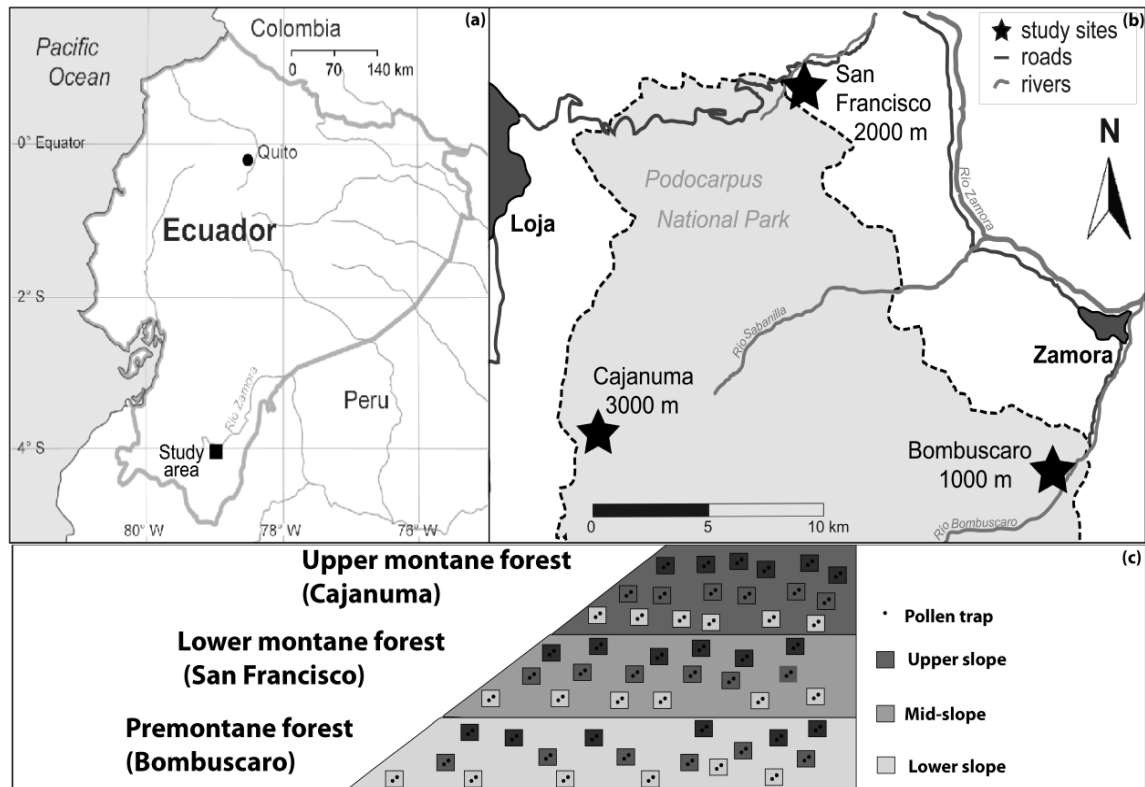 (a)
Colombia
Pacific
Ocean
0 70 140 km
0° Equator
Quito
Ecuador
2° S
Rio Zamora
Peru
Study
area
4° S
80° W
78° W
76° W
(b)
study sites
roads
rivers
San
Francisco
2000 m
N
Podocarpus
National Park
Loja
Rio Zamora
Rio Sabanilla
Zamora
Cajanuma
3000 m
Bombuscaro
1000 m
0 5 10 km
Rio Bombuscaro
(c)
Upper montane forest
(Cajanuma)
Lower montane forest
(San Francisco)
Premontane forest
(Bombuscaro)
Pollen trap
Upper slope
Mid-slope
Lower slope